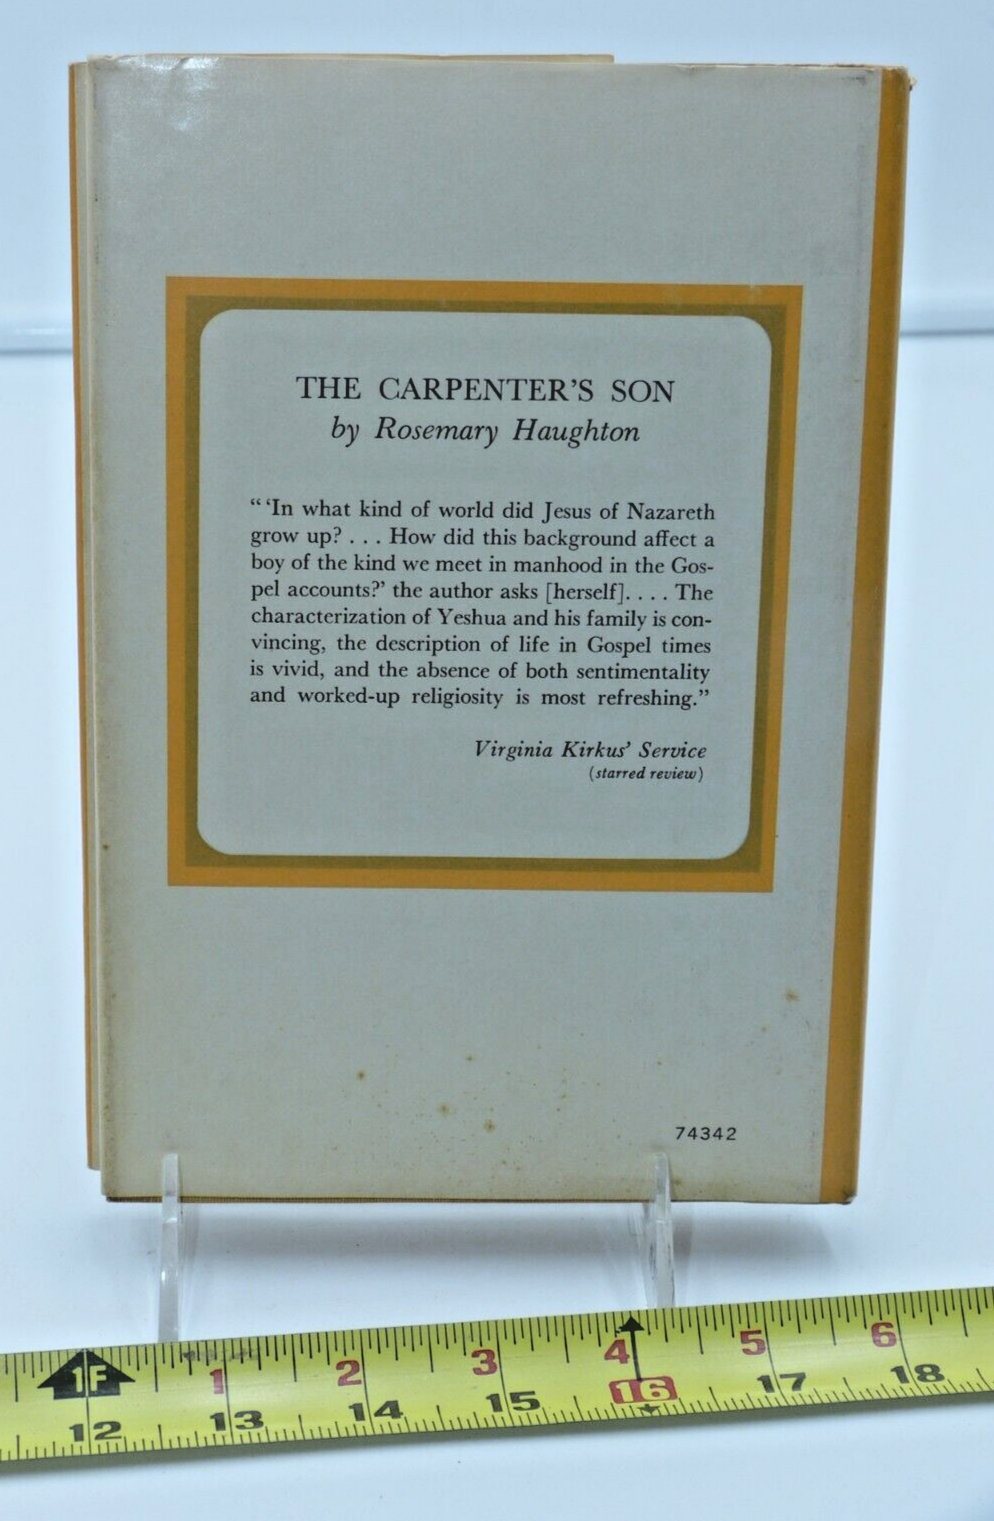 THE CARPENTER'S SON
by Rosemary Haughton
“ ‘In what kind of world did Jesus of Nazareth
grow up? . . . How did this background affect a
boy of the kind we meet in manhood in the Gos-
pel accounts?’ the author asks [herself]. . . . The
characterization of Yeshua and his family is con-
vincing, the description of life in Gospel times
is vivid, and the absence of both sentimentality
and worked-up religiosity is most refreshing.”
Virginia Kirkus’ Service
(starred review)
74342
1F 1 2 3 4 5 6
12 13 14 15 16 17 18